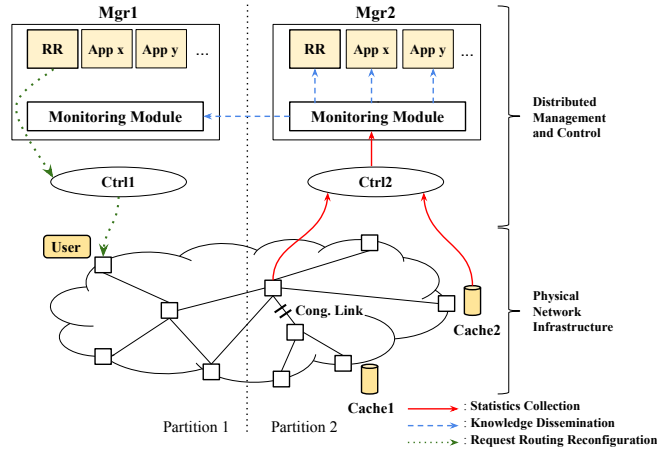 Mgr1
Mgr2
RR
App x
App y
...
RR
App x
App y
...
Monitoring Module
Monitoring Module
Distributed
Management
and Control
Ctrl1
Ctrl2
User
Cong. Link
Cache2
Physical
Network
Infrastructure
Cache1
Partition 1
Partition 2
: Statistics Collection
: Knowledge Dissemination
: Request Routing Reconfiguration